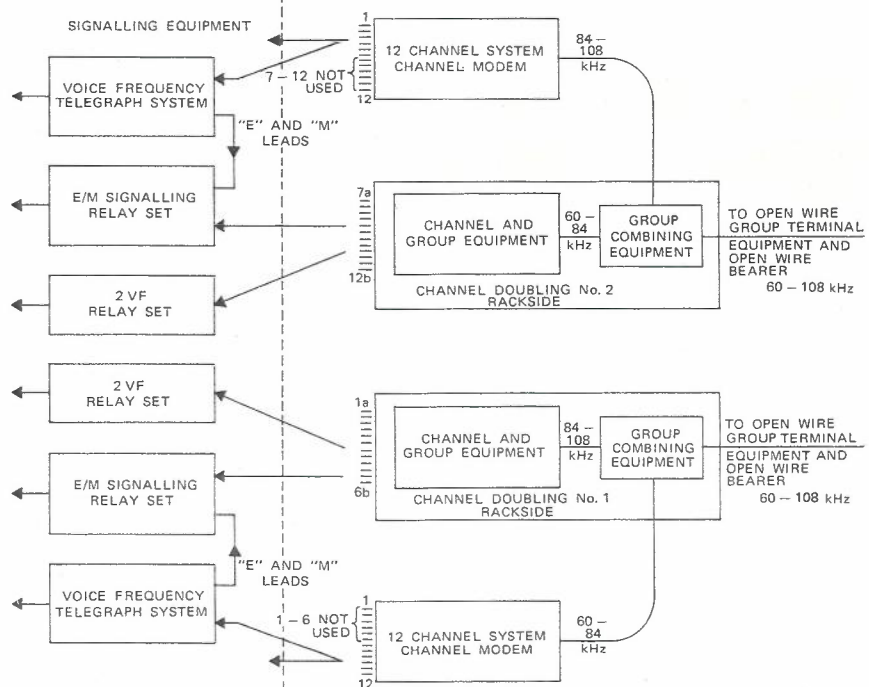 SIGNALLING EQUIPMENT
1
7 – 12 NOT
USED
12
12 CHANNEL SYSTEM
CHANNEL MODEM
84 –
108
kHz
VOICE FREQUENCY
TELEGRAPH SYSTEM
"E" AND "M"
LEADS
E/M SIGNALLING
RELAY SET
7a
12b
CHANNEL AND
GROUP EQUIPMENT
60 –
84
kHz
GROUP
COMBINING
EQUIPMENT
CHANNEL DOUBLING No. 2
RACKSIDE
TO OPEN WIRE
GROUP TERMINAL
EQUIPMENT AND
OPEN WIRE
BEARER
60 – 108 kHz
2 VF
RELAY SET
2 VF
RELAY SET
1a
6b
CHANNEL AND
GROUP EQUIPMENT
84 –
108
kHz
GROUP
COMBINING
EQUIPMENT
CHANNEL DOUBLING No. 1
RACKSIDE
TO OPEN WIRE
GROUP TERMINAL
EQUIPMENT AND
OPEN WIRE
BEARER
60 – 108 kHz
E/M SIGNALLING
RELAY SET
"E" AND "M"
LEADS
VOICE FREQUENCY
TELEGRAPH SYSTEM
1
1 – 6 NOT
USED
12
12 CHANNEL SYSTEM
CHANNEL MODEM
60 –
84
kHz